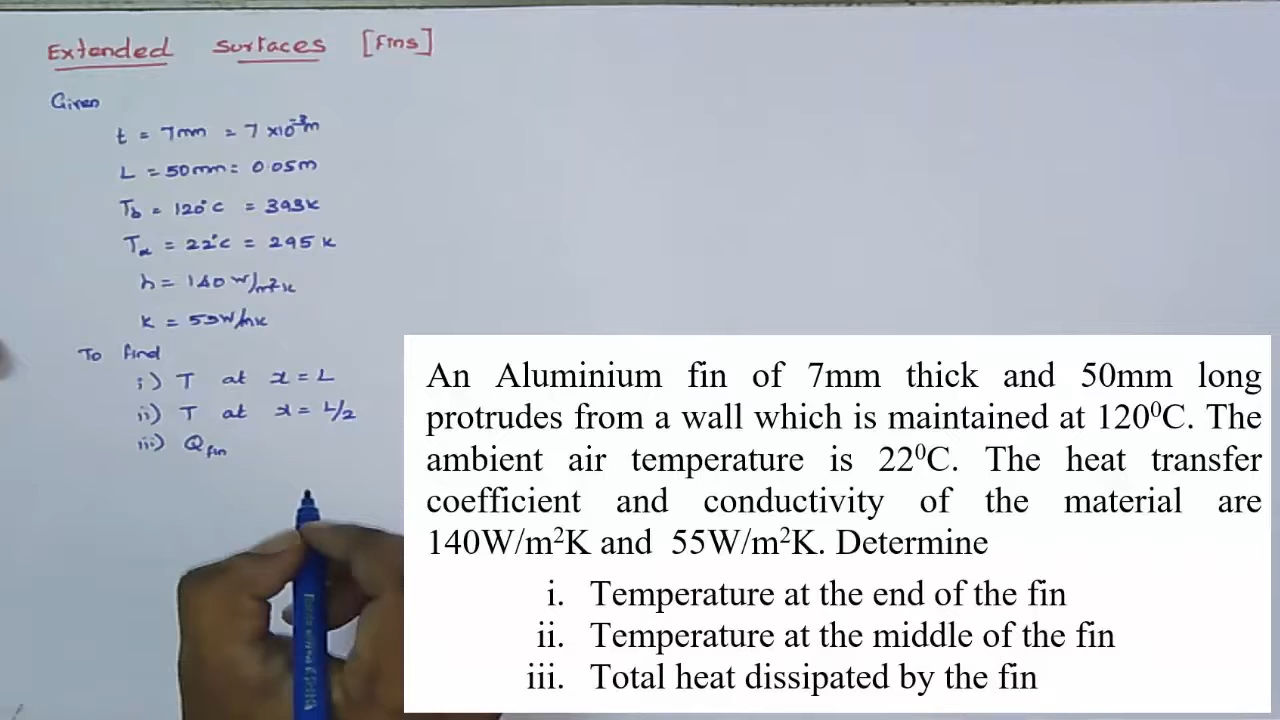 Extended surfaces [Fins]
Given
t = 7mm = 7 x10⁻³m
L = 50mm = 0.05m
T_b = 120°C = 393K
T_∞ = 22°C = 295 K
h = 140 W/m²K
K = 55W/mK
To find
i) T at x = L
ii) T at x = L/2
iii) Q_fin
An Aluminium fin of 7mm thick and 50mm long
protrudes from a wall which is maintained at 120⁰C. The
ambient air temperature is 22⁰C. The heat transfer
coefficient and conductivity of the material are
140W/m²K and 55W/m²K. Determine
i. Temperature at the end of the fin
ii. Temperature at the middle of the fin
iii. Total heat dissipated by the fin